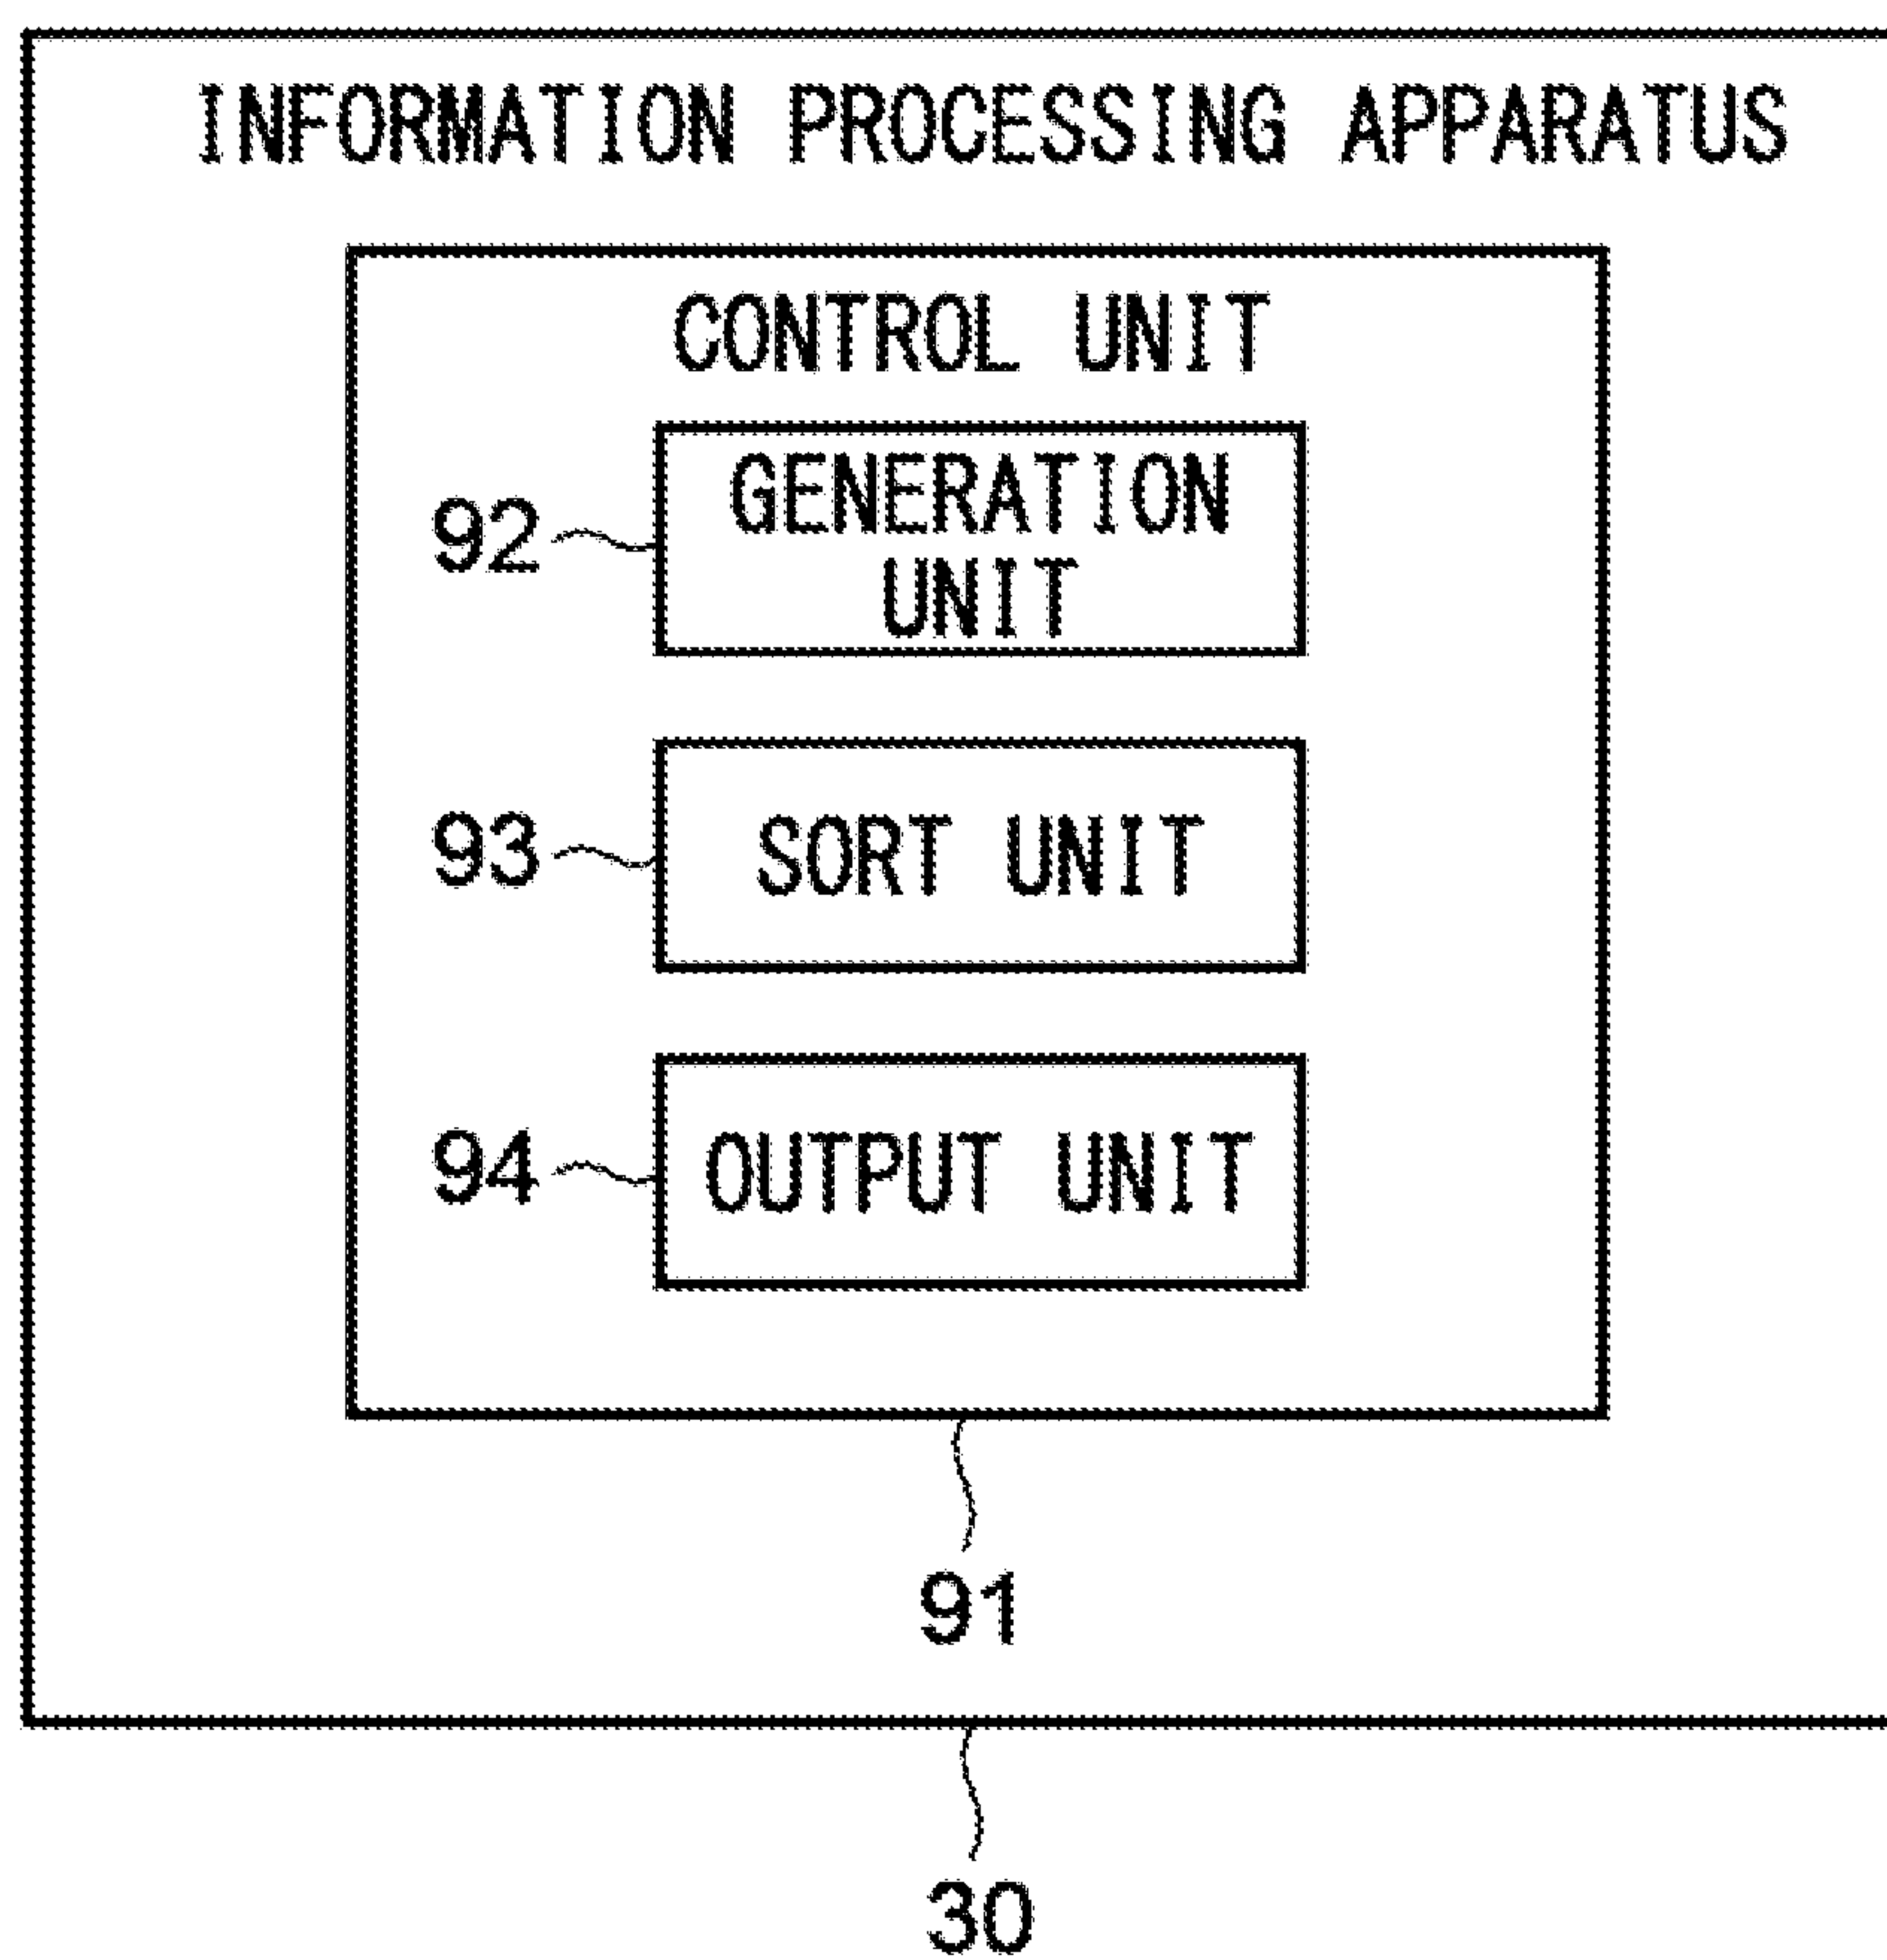 INFORMATION PROCESSING APPARATUS
CONTROL UNIT
GENERATION
UNIT
92
SORT UNIT
93
OUTPUT UNIT
94
91
30